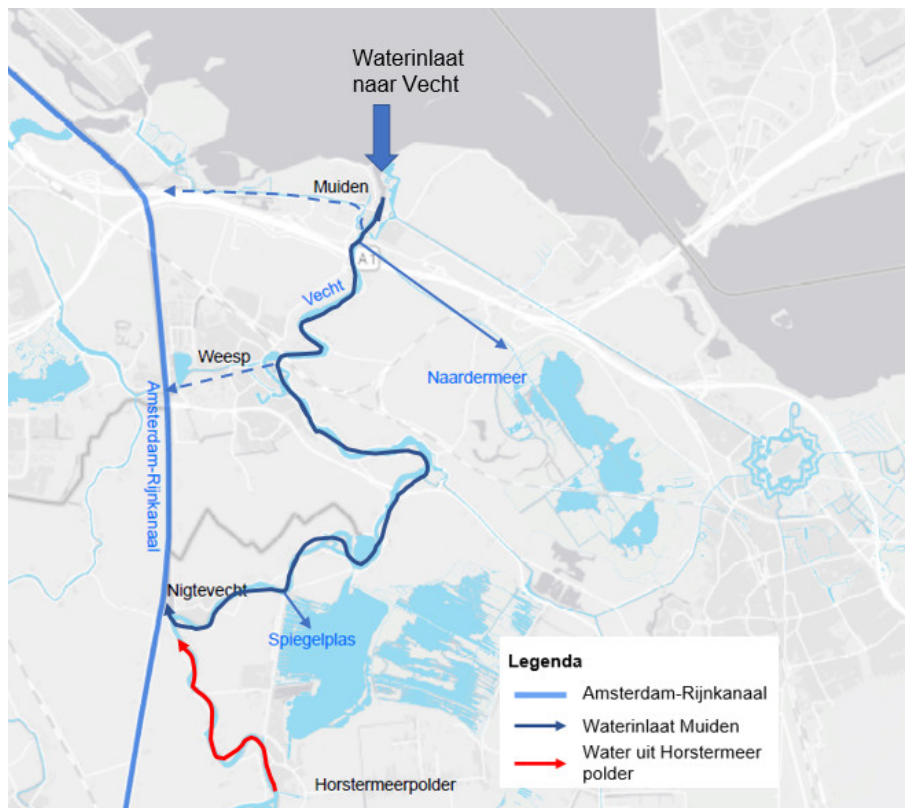 Waterinlaat
naar Vecht
Muiden
A1
Vecht
Weesp
Naardermeer
Amsterdam-Rijnkanaal
Nigtevecht
Spiegelplas
Horstermeerpolder
Legenda
Amsterdam-Rijnkanaal
Waterinlaat Muiden
Water uit Horstermeer
polder